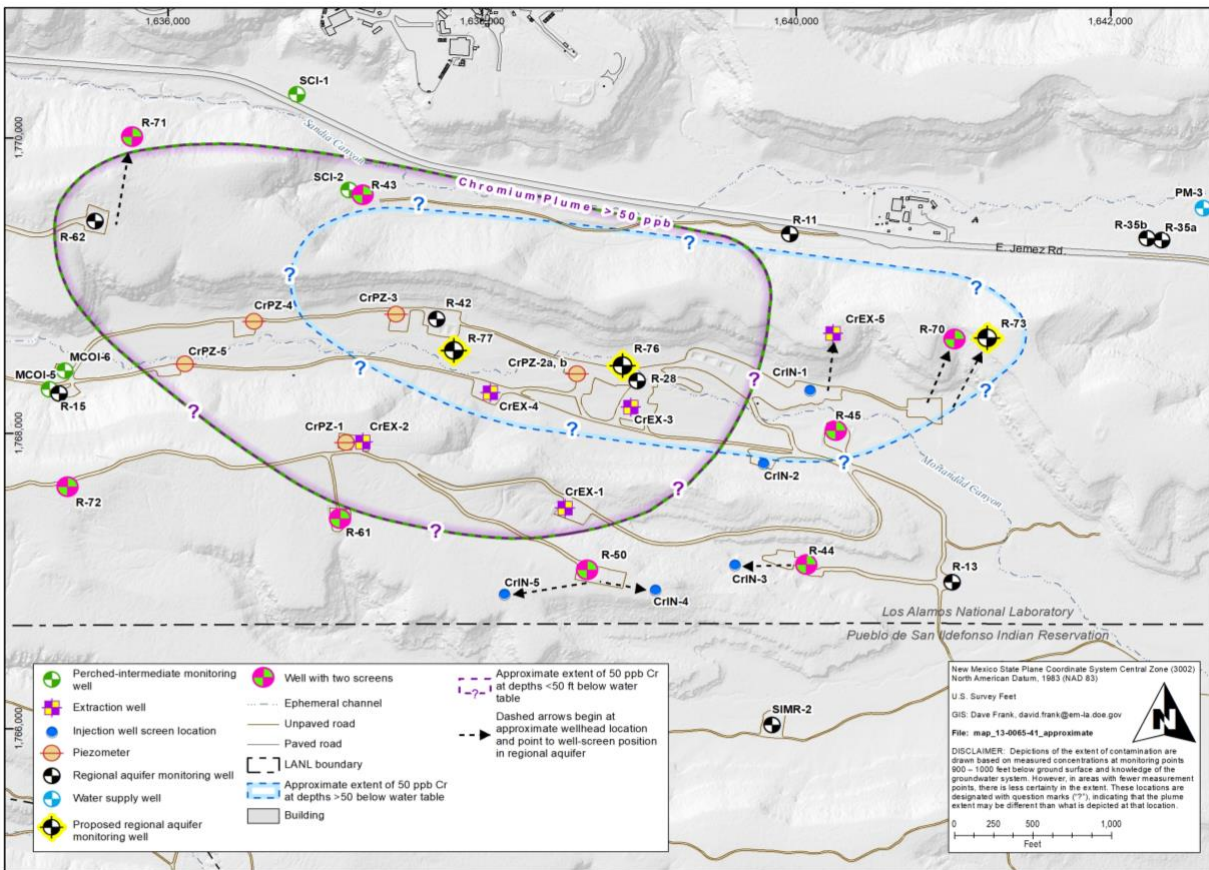 1,636,000
1,638,000
1,640,000
1,642,000
1,770,000
1,768,000
SCI-1
R-71
Sandia Canyon
SCI-2
R-43
Chromium Plume > 50 ppb
PM-3
R-62
R-11
R-35b
R-35a
E. Jemez Rd.
?
?
?
?
?
CrPZ-4
CrPZ-3
R-42
CrEX-5
R-70
R-73
R-77
R-76
MCOI-6
CrPZ-5
CrPZ-2a, b
CrIN-1
MCOI-5
R-15
R-28
?
?
?
?
CrEX-4
CrEX-3
R-45
CrPZ-1
CrEX-2
?
?
CrIN-2
Mortandad Canyon
R-72
?
CrEX-1
R-61
?
R-50
R-44
CrIN-3
R-13
CrIN-5
CrIN-4
Los Alamos National Laboratory
Pueblo de San Ildefonso Indian Reservation
SIMR-2
Perched-intermediate monitoring
well
Extraction well
Injection well screen location
Piezometer
Regional aquifer monitoring well
Water supply well
Proposed regional aquifer
monitoring well
Well with two screens
Ephemeral channel
Unpaved road
Paved road
LANL boundary
Approximate extent of 50 ppb Cr
at depths >50 below water table
Building
?
Approximate extent of 50 ppb Cr
at depths <50 ft below water
table
Dashed arrows begin at
approximate wellhead location
and point to well-screen position
in regional aquifer
New Mexico State Plane Coordinate System Central Zone (3002)
North American Datum, 1983 (NAD 83)
U.S. Survey Feet
GIS: Dave Frank, david.frank@em-la.doe.gov
File: map_13-0065-41_approximate
N
DISCLAIMER: Depictions of the extent of contamination are
drawn based on measured concentrations at monitoring points
900 – 1000 feet below ground surface and knowledge of the
groundwater system. However, in areas with fewer measurement
points, there is less certainty in the extent. These locations are
designated with question marks ("?"), indicating that the plume
extent may be different than what is depicted at that location.
0 250 500 1,000
Feet